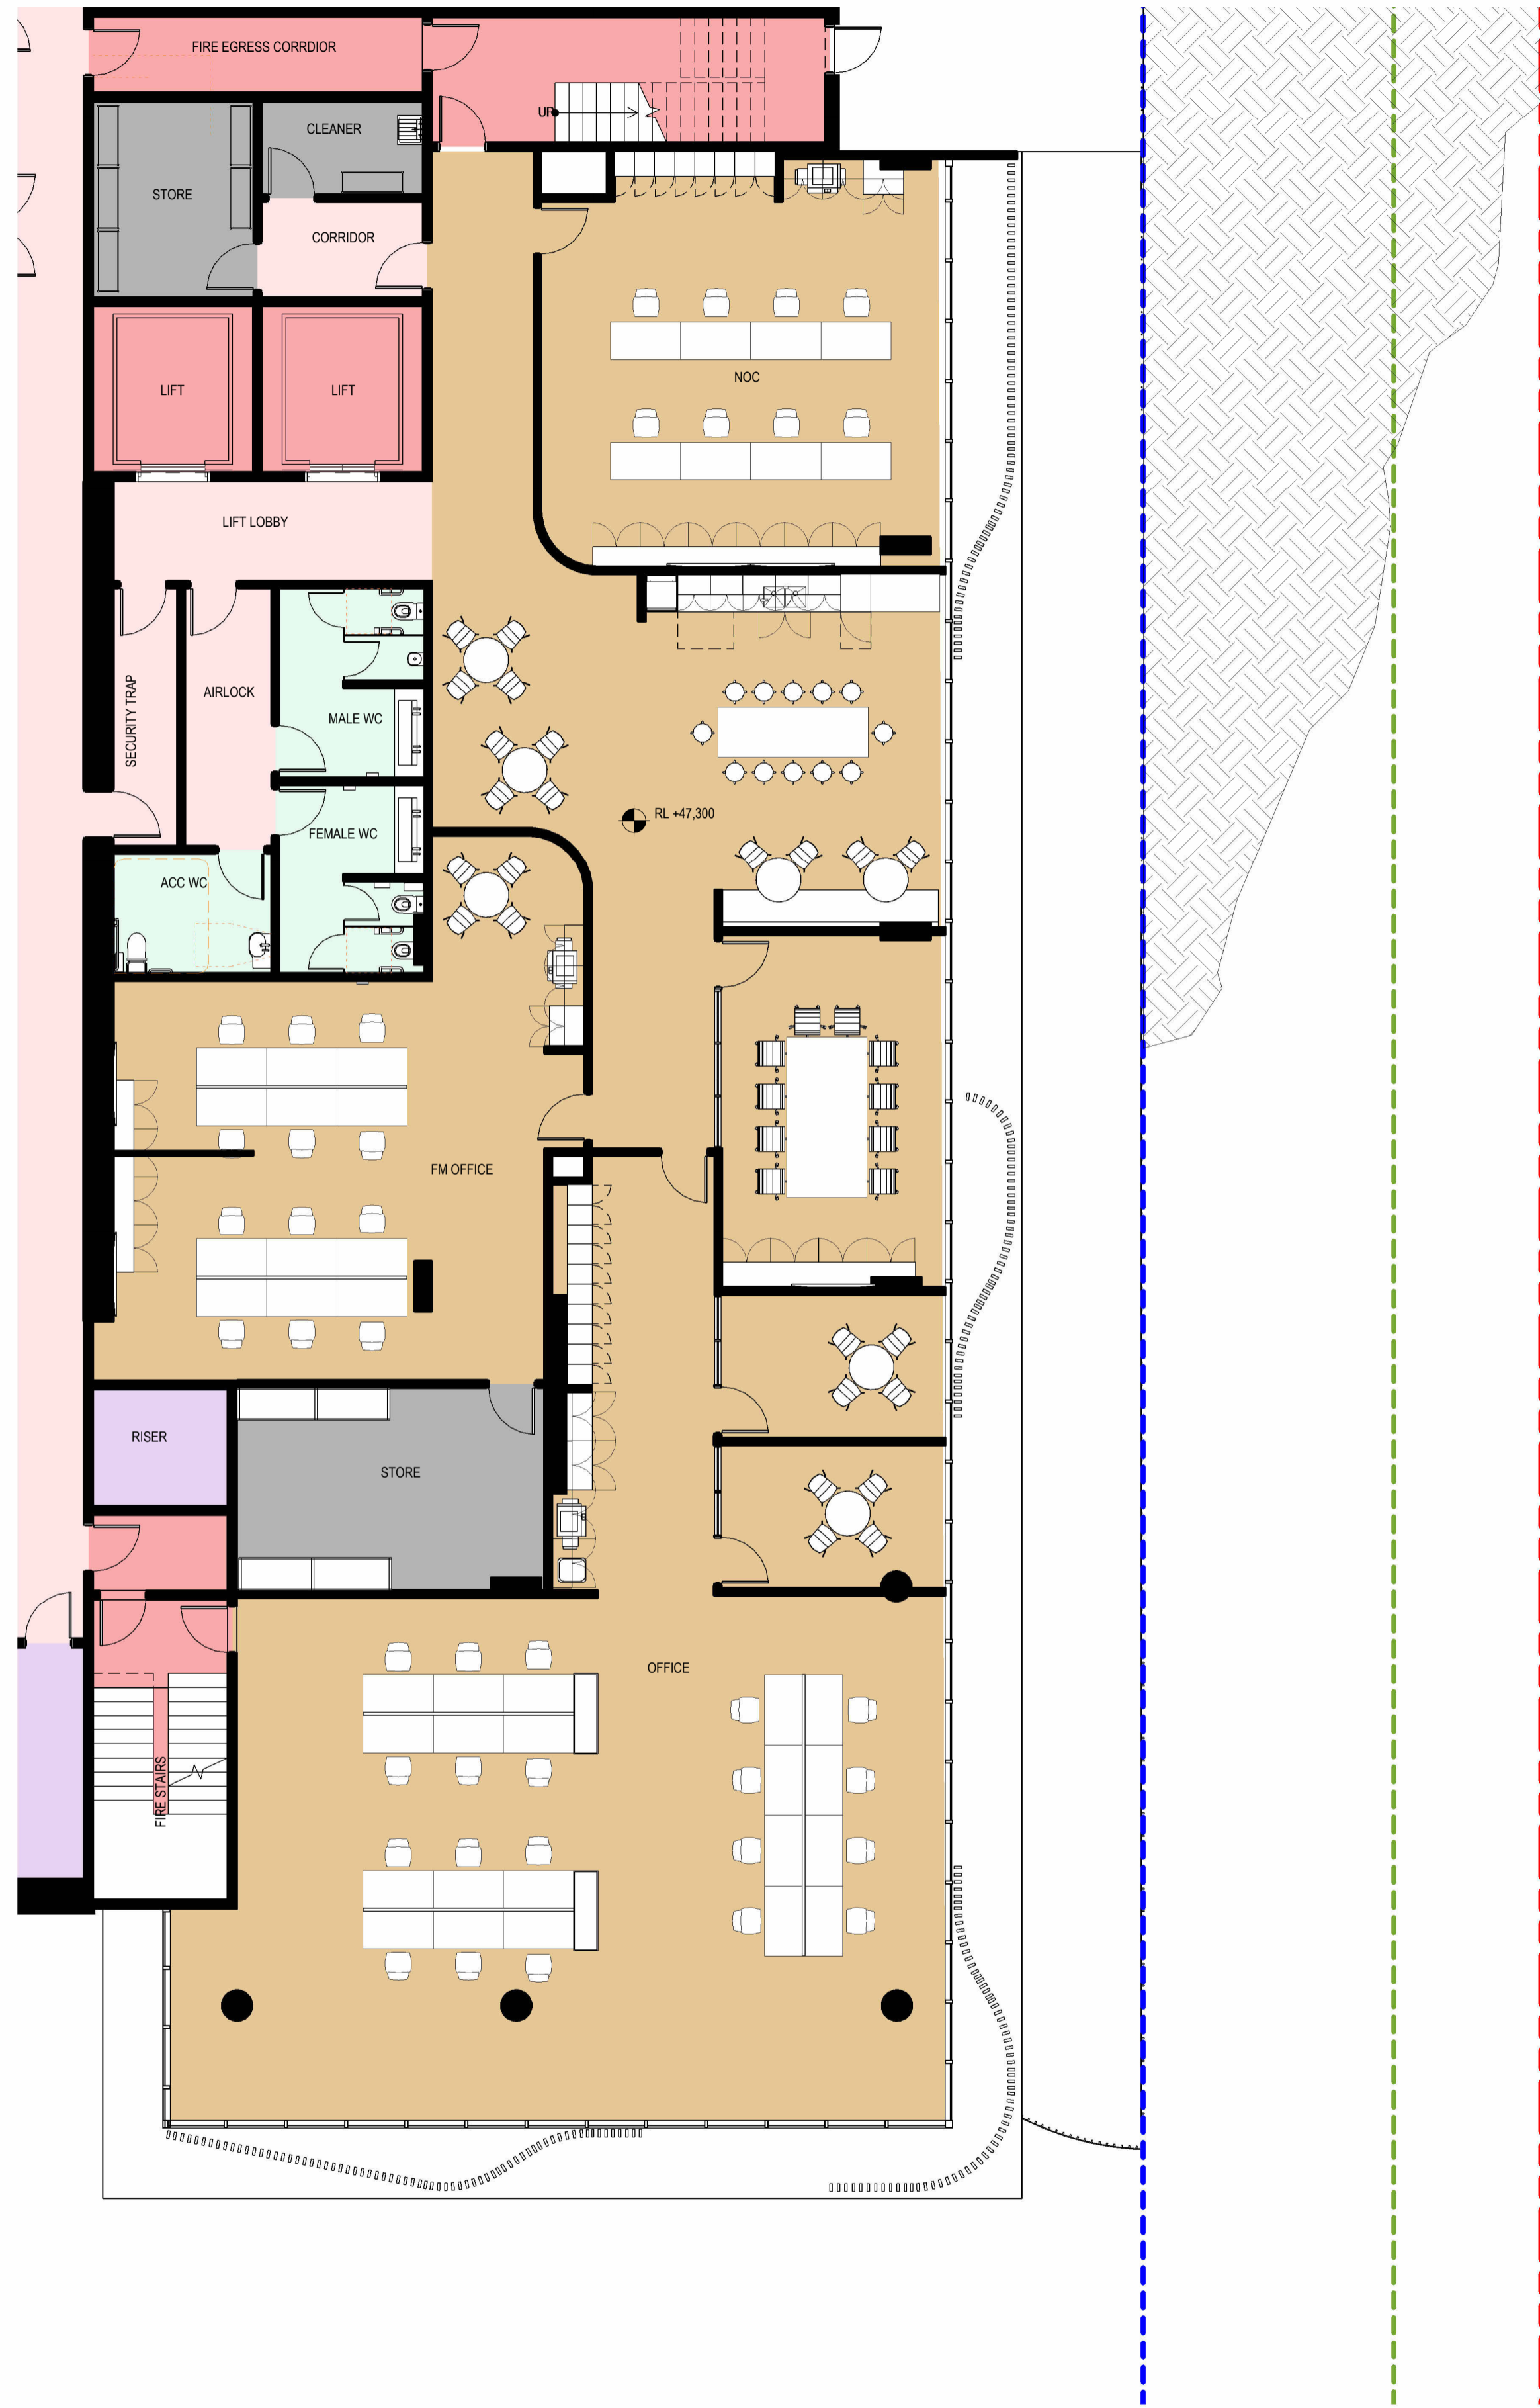 FIRE EGRESS CORRDIOR
UP
CLEANER
STORE
CORRIDOR
LIFT
LIFT
NOC
LIFT LOBBY
SECURITY TRAP
AIRLOCK
MALE WC
RL +47,300
FEMALE WC
ACC WC
FM OFFICE
RISER
STORE
OFFICE
FIRE STAIRS